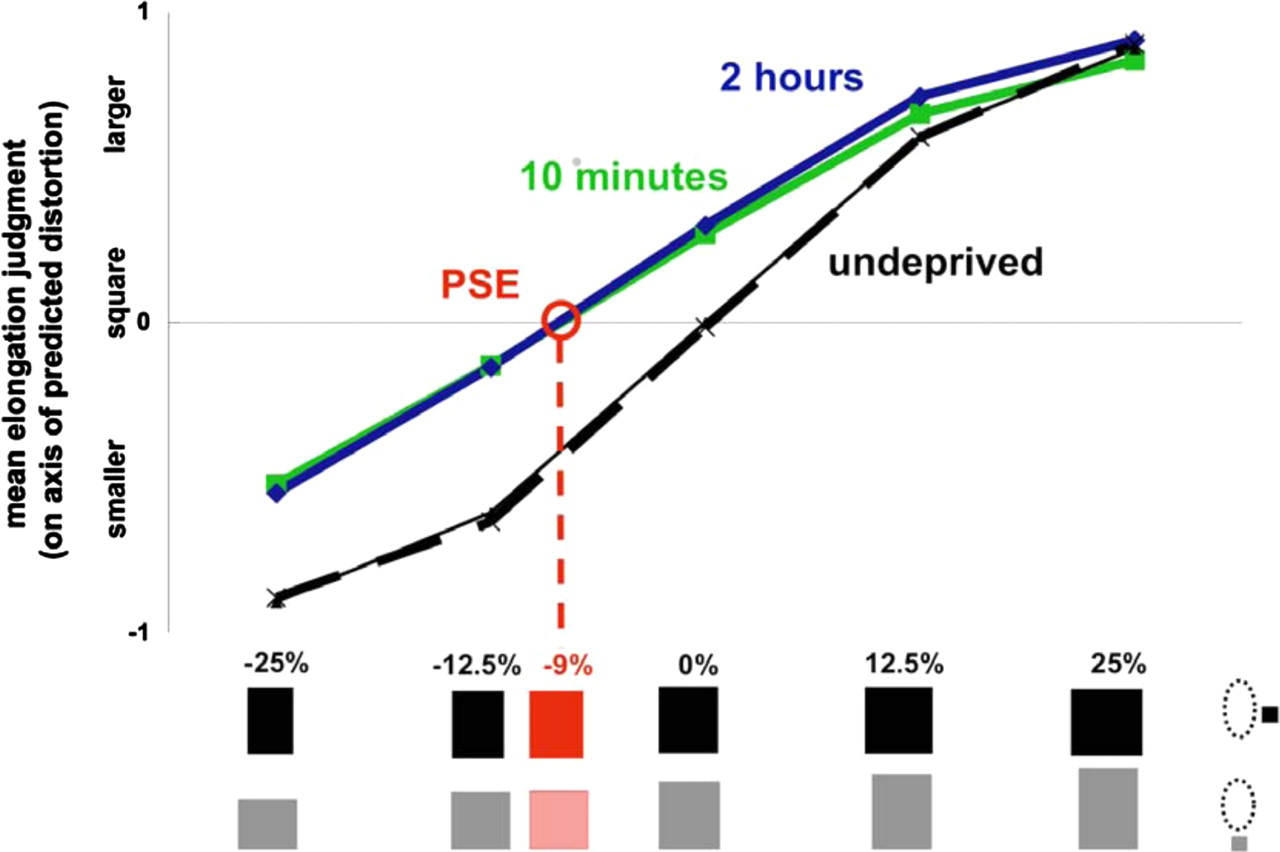 1
larger
2 hours
10 minutes
mean elongation judgment
(on axis of predicted distortion)
square
PSE
undeprived
0
smaller
-1
-25%
-12.5%
-9%
0%
12.5%
25%